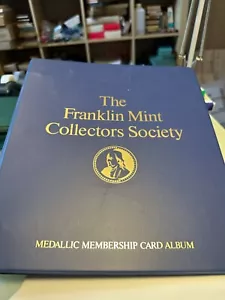 The
Franklin Mint
Collectors Society
MEDALLIC MEMBERSHIP CARD ALBUM